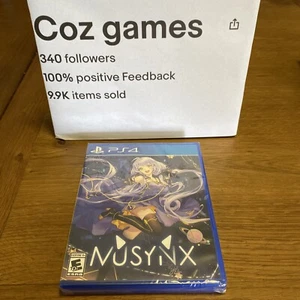 Coz games
340 followers
100% positive Feedback
9.9K items sold
PS4
MUSYNX
E